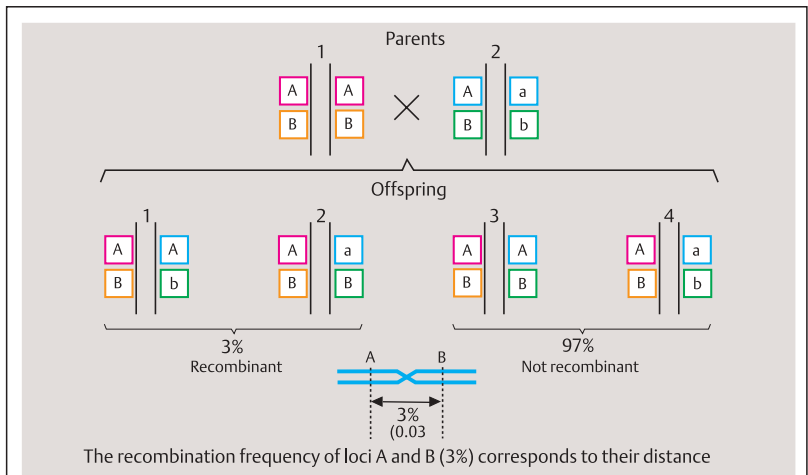 Parents
1 2
A A A a
B B B b
Offspring
1 2 3 4
A A A a A A A a
B b B B B B B b
3% 97%
Recombinant Not recombinant
A B
3%
(0.03
The recombination frequency of loci A and B (3%) corresponds to their distance